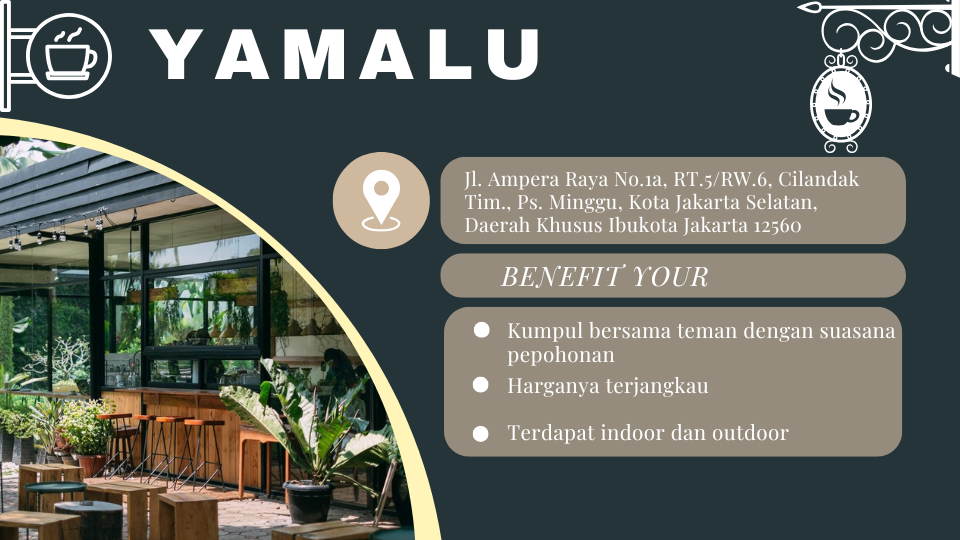 YAMALU
Jl. Ampera Raya No.1a, RT.5/RW.6, Cilandak
Tim., Ps. Minggu, Kota Jakarta Selatan,
Daerah Khusus Ibukota Jakarta 12560
BENEFIT YOUR
Kumpul bersama teman dengan suasana
pepohonan
Harganya terjangkau
Terdapat indoor dan outdoor